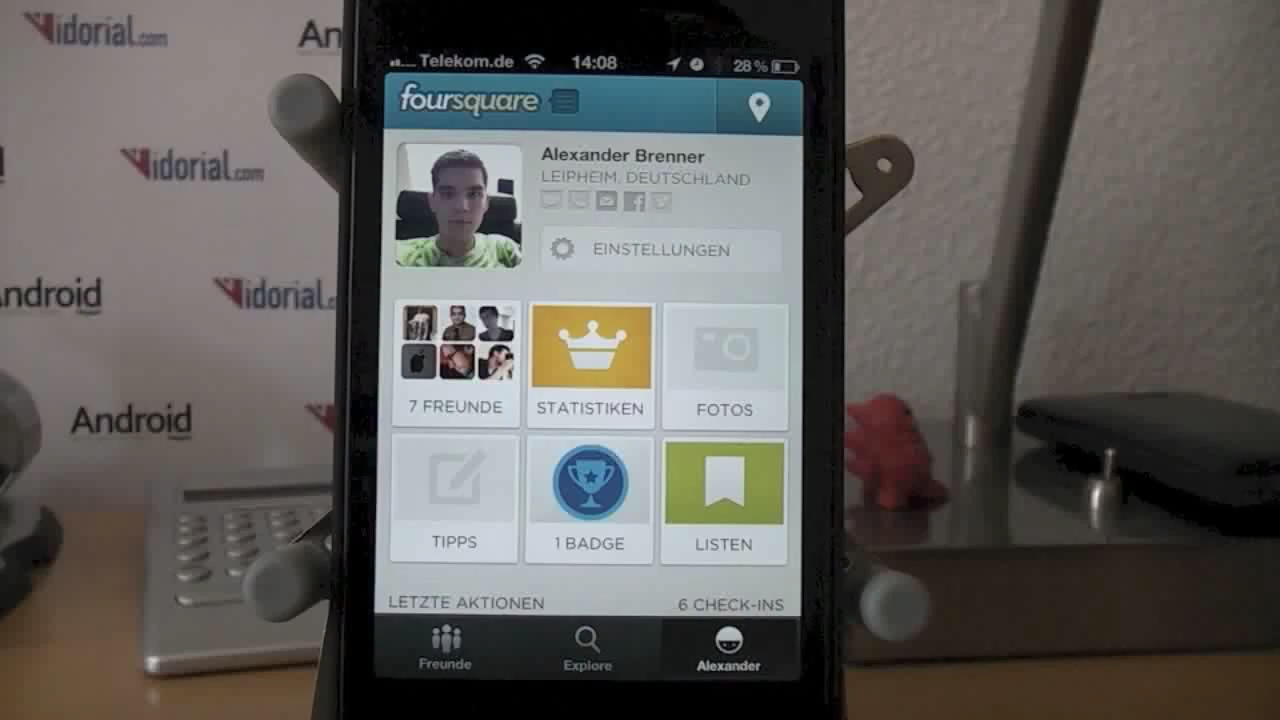 Vidorial.com
An
Vidorial.com
Android
Vidorial.
Android
Telekom.de
14:08
28 %
foursquare
Alexander Brenner
LEIPHEIM, DEUTSCHLAND
EINSTELLUNGEN
7 FREUNDE
STATISTIKEN
FOTOS
TIPPS
1 BADGE
LISTEN
LETZTE AKTIONEN
6 CHECK-INS
Freunde
Explore
Alexander